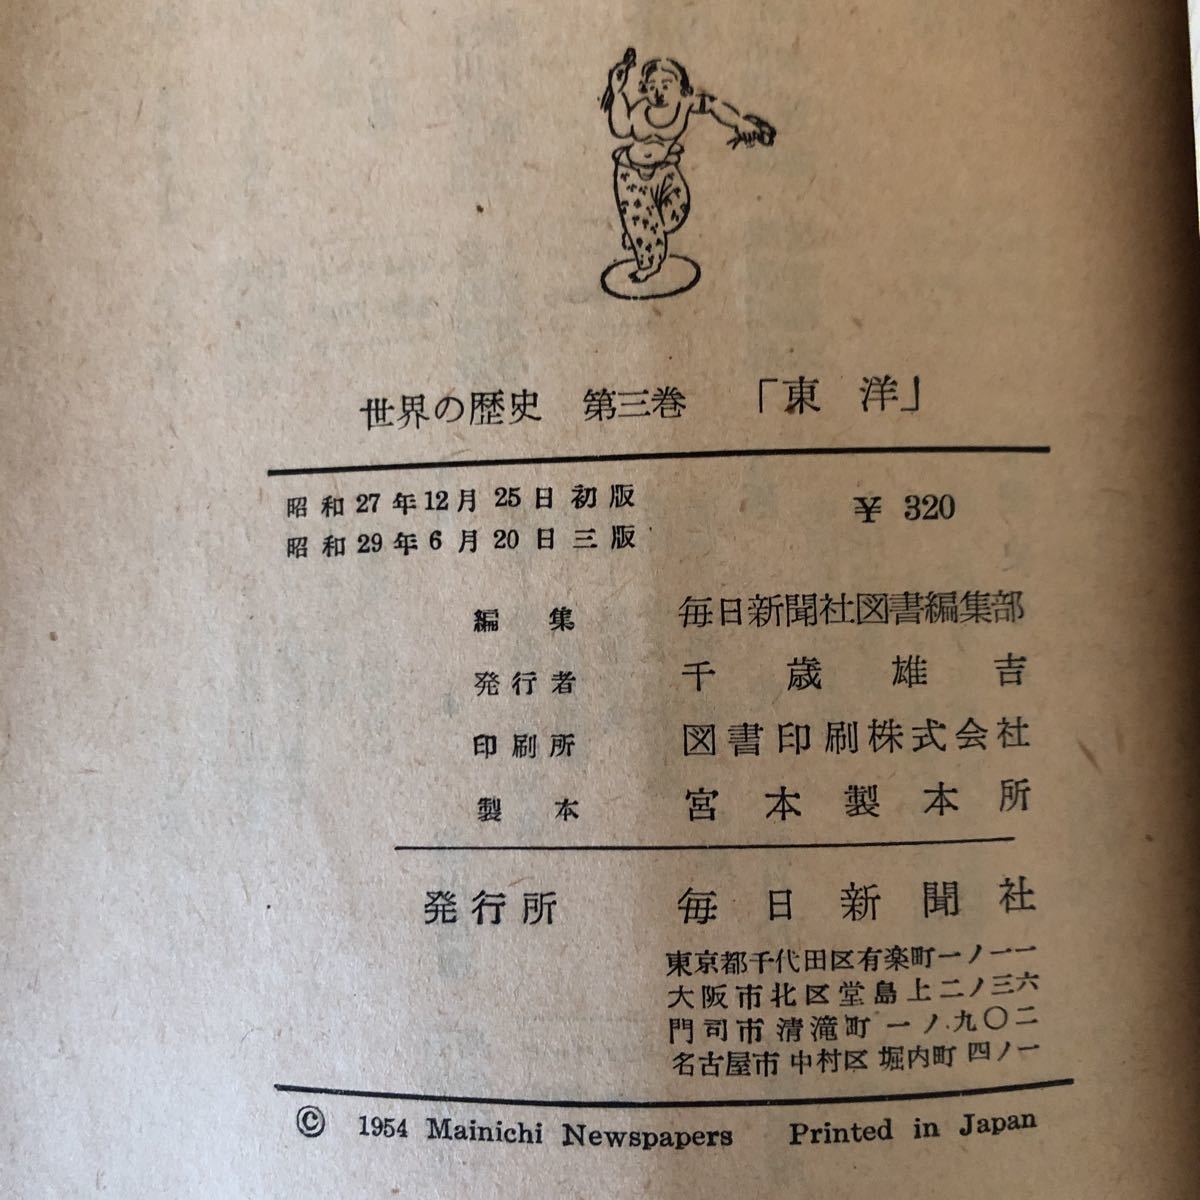 世界の歴史 第三巻 「東洋」
昭和27年12月25日初版
昭和29年6月20日三版
¥ 320
編集 毎日新聞社図書編集部
発行者 千歳雄吉
印刷所 図書印刷株式会社
製本 宮本製本所
発行所 毎日新聞社
東京都千代田区有楽町一ノ一一
大阪市北区堂島上二ノ三六
門司市清滝町一ノ九〇二
名古屋市中村区堀内町四ノ一
© 1954 Mainichi Newspapers Printed in Japan